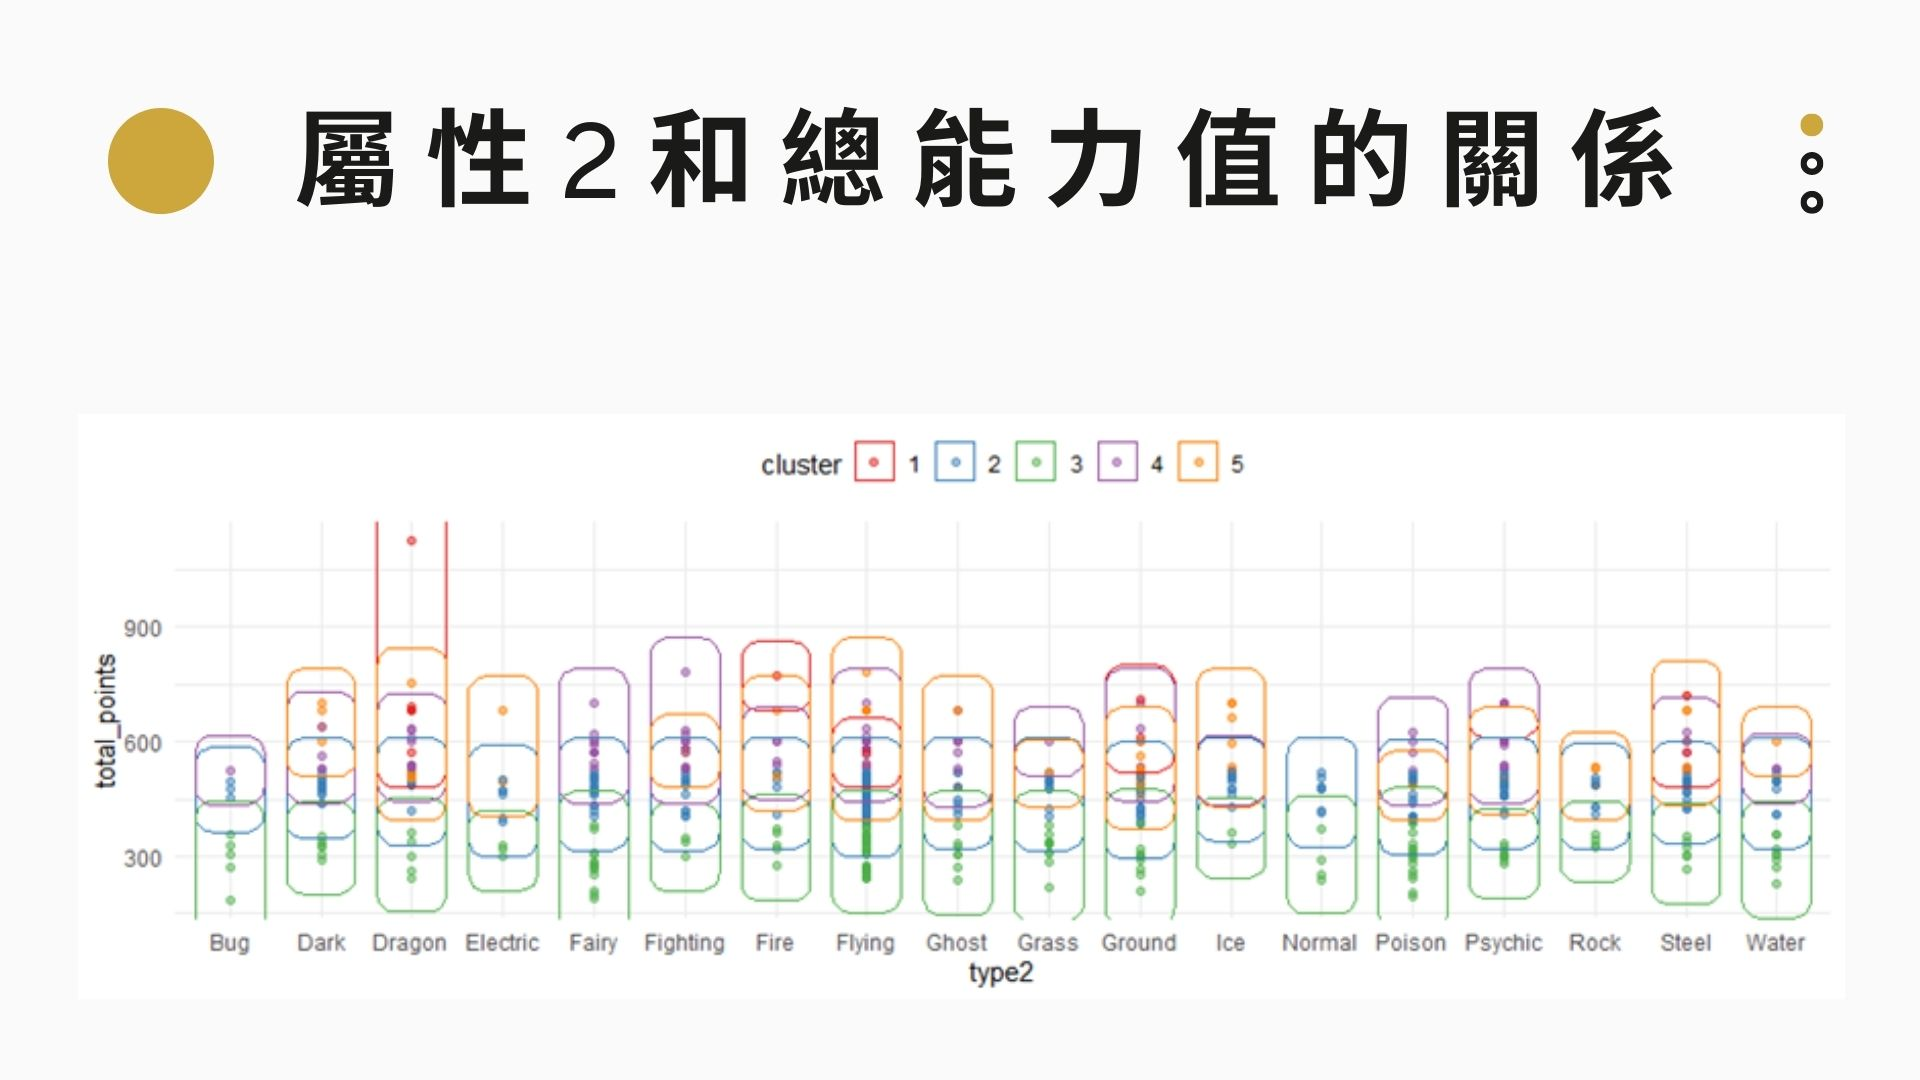 屬性2和總能力值的關係
cluster 1 2 3 4 5
total_points
900
600
300
Bug Dark Dragon Electric Fairy Fighting Fire Flying Ghost Grass Ground Ice Normal Poison Psychic Rock Steel Water
type2